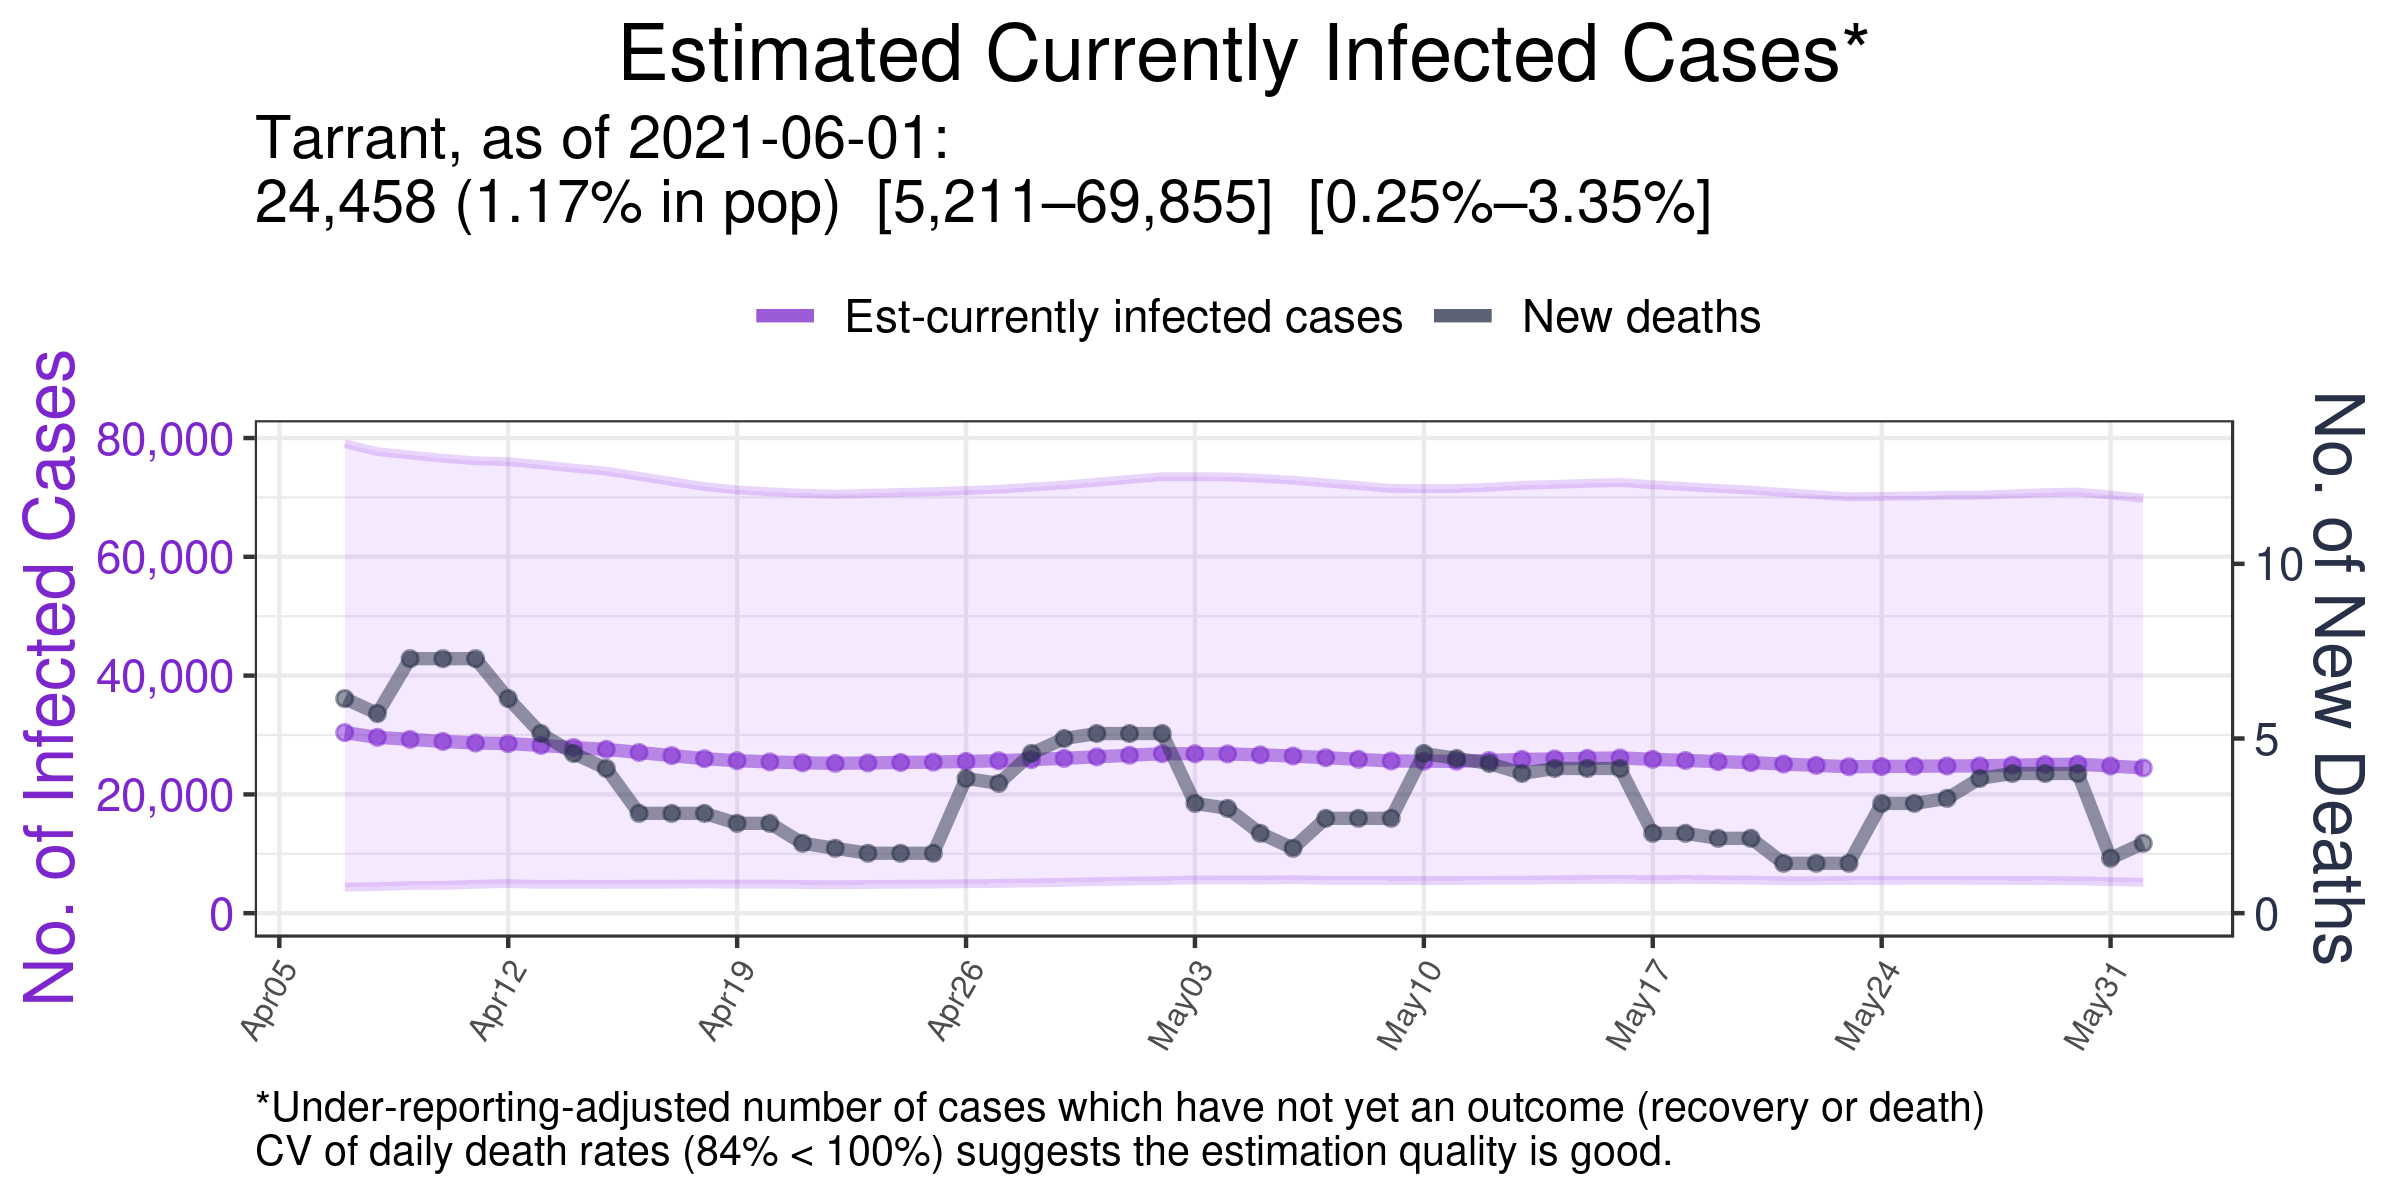 Estimated Currently Infected Cases*
Tarrant, as of 2021-06-01:
24,458 (1.17% in pop)  [5,211–69,855]  [0.25%–3.35%]
Est-currently infected cases
New deaths
No. of Infected Cases
80,000
60,000
40,000
20,000
0
10
5
0
No. of New Deaths
Apr05
Apr12
Apr19
Apr26
May03
May10
May17
May24
May31
*Under-reporting-adjusted number of cases which have not yet an outcome (recovery or death)
CV of daily death rates (84% < 100%) suggests the estimation quality is good.